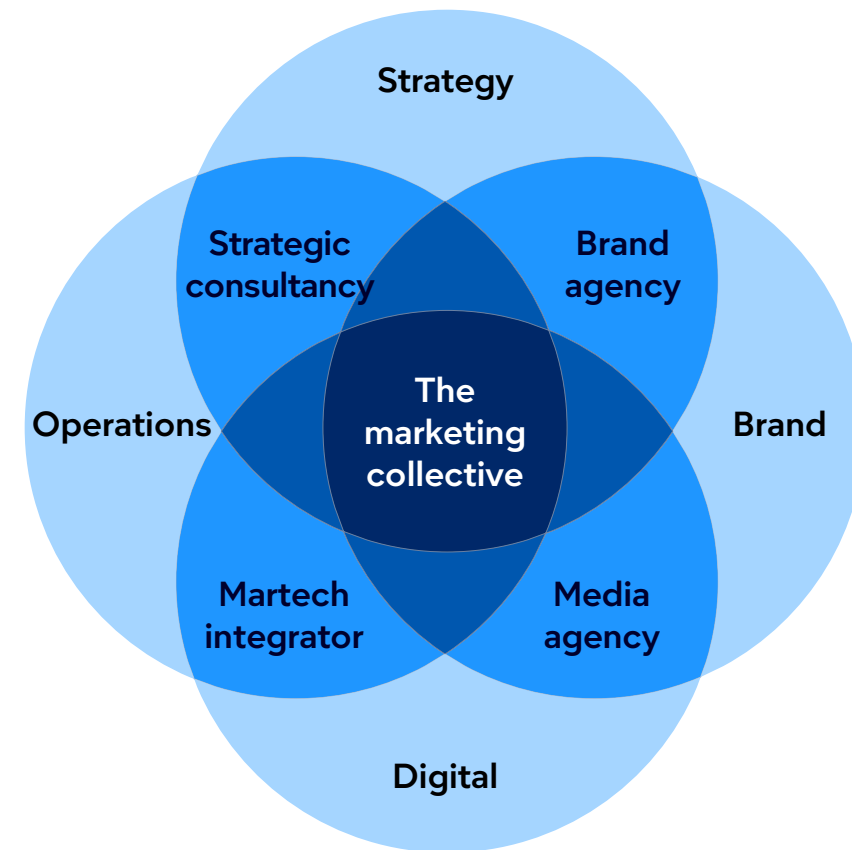 Strategy
Strategic
consultancy
Brand
agency
Operations
The
marketing
collective
Brand
Martech
integrator
Media
agency
Digital